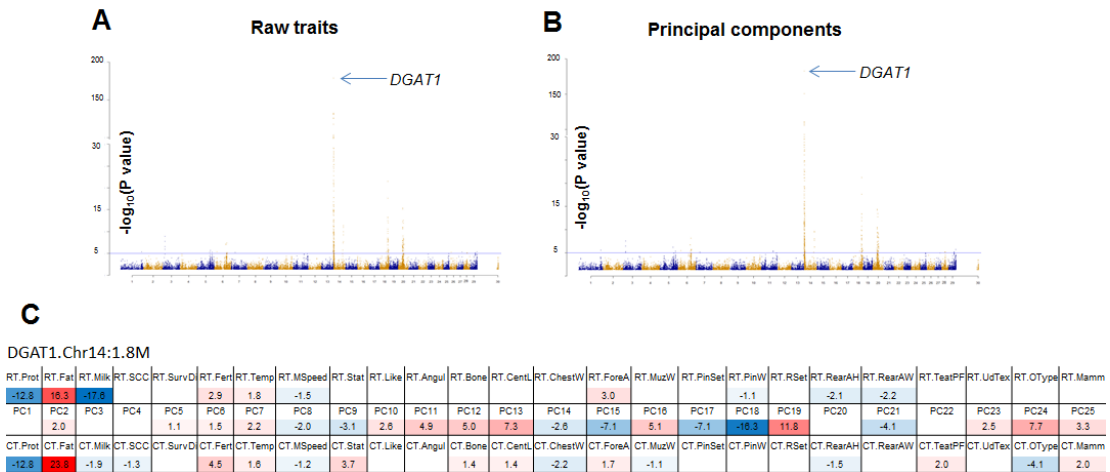 A
Raw traits
B
Principal components
200
150
30
15
5
-log10(P value)
DGAT1
200
150
30
15
5
-log10(P value)
DGAT1
C
DGAT1.Chr14:1.8M
RT.Prot RT.Fat RT.Milk RT.SCC RT.SurvDi RT.Fert RT.Temp RT.MSpeed RT.Stat RT.Like RT.Angul RT.Bone RT.CentL RT.ChestW RT.ForeA RT.MuzW RT.PinSet RT.PinW RT.RSet RT.RearAH RT.RearAW RT.TeatPF RT.UdTex RT.OType RT.Mamm
-12.8 16.3 -17.6 2.9 1.8 -1.5 3.0 -1.1 -2.1 -2.2
PC1 PC2 PC3 PC4 PC5 PC6 PC7 PC8 PC9 PC10 PC11 PC12 PC13 PC14 PC15 PC16 PC17 PC18 PC19 PC20 PC21 PC22 PC23 PC24 PC25
2.0 1.1 1.5 2.2 -2.0 -3.1 2.6 4.9 5.0 7.3 -2.6 -7.1 5.1 -7.1 -16.3 11.8 -4.1 2.5 7.7 3.3
CT.Prot CT.Fat CT.Milk CT.SCC CT.SurvDi CT.Fert CT.Temp CT.MSpeed CT.Stat CT.Like CT.Angul CT.Bone CT.CentL CT.ChestW CT.ForeA CT.MuzW CT.PinSet CT.PinW CT.RSet CT.RearAH CT.RearAW CT.TeatPF CT.UdTex CT.OType CT.Mamm
-12.8 23.8 -1.9 -1.3 4.5 1.6 -1.2 3.7 1.4 1.4 -2.2 1.7 -1.1 -1.5 2.0 -4.1 2.0